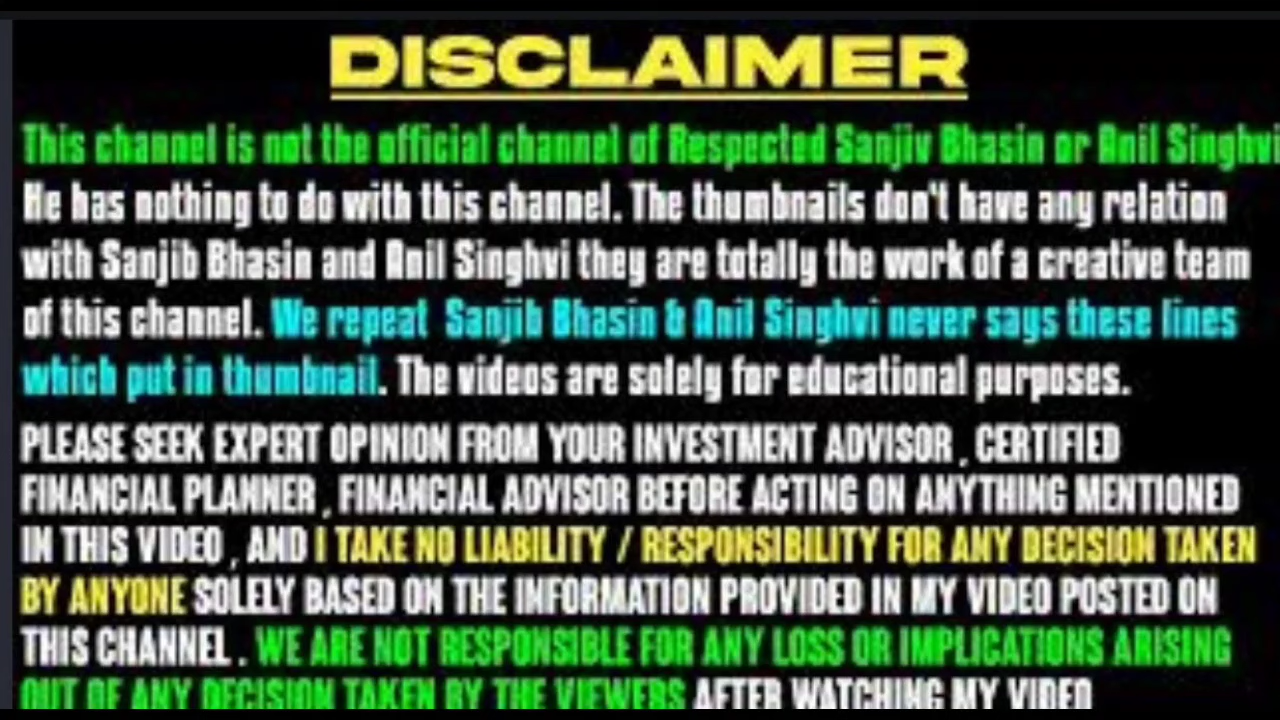 DISCLAIMER
This channel is not the official channel of Respected Sanjiv Bhasin or Anil Singhvi
He has nothing to do with this channel. The thumbnails don't have any relation
with Sanjib Bhasin and Anil Singhvi they are totally the work of a creative team
of this channel. We repeat Sanjib Bhasin & Anil Singhvi never says these lines
which put in thumbnail. The videos are solely for educational purposes.
PLEASE SEEK EXPERT OPINION FROM YOUR INVESTMENT ADVISOR , CERTIFIED
FINANCIAL PLANNER , FINANCIAL ADVISOR BEFORE ACTING ON ANYTHING MENTIONED
IN THIS VIDEO , AND I TAKE NO LIABILITY / RESPONSIBILITY FOR ANY DECISION TAKEN
BY ANYONE SOLELY BASED ON THE INFORMATION PROVIDED IN MY VIDEO POSTED ON
THIS CHANNEL . WE ARE NOT RESPONSIBLE FOR ANY LOSS OR IMPLICATIONS ARISING
OUT OF ANY DECISION TAKEN BY THE VIEWERS AFTER WATCHING MY VIDEO